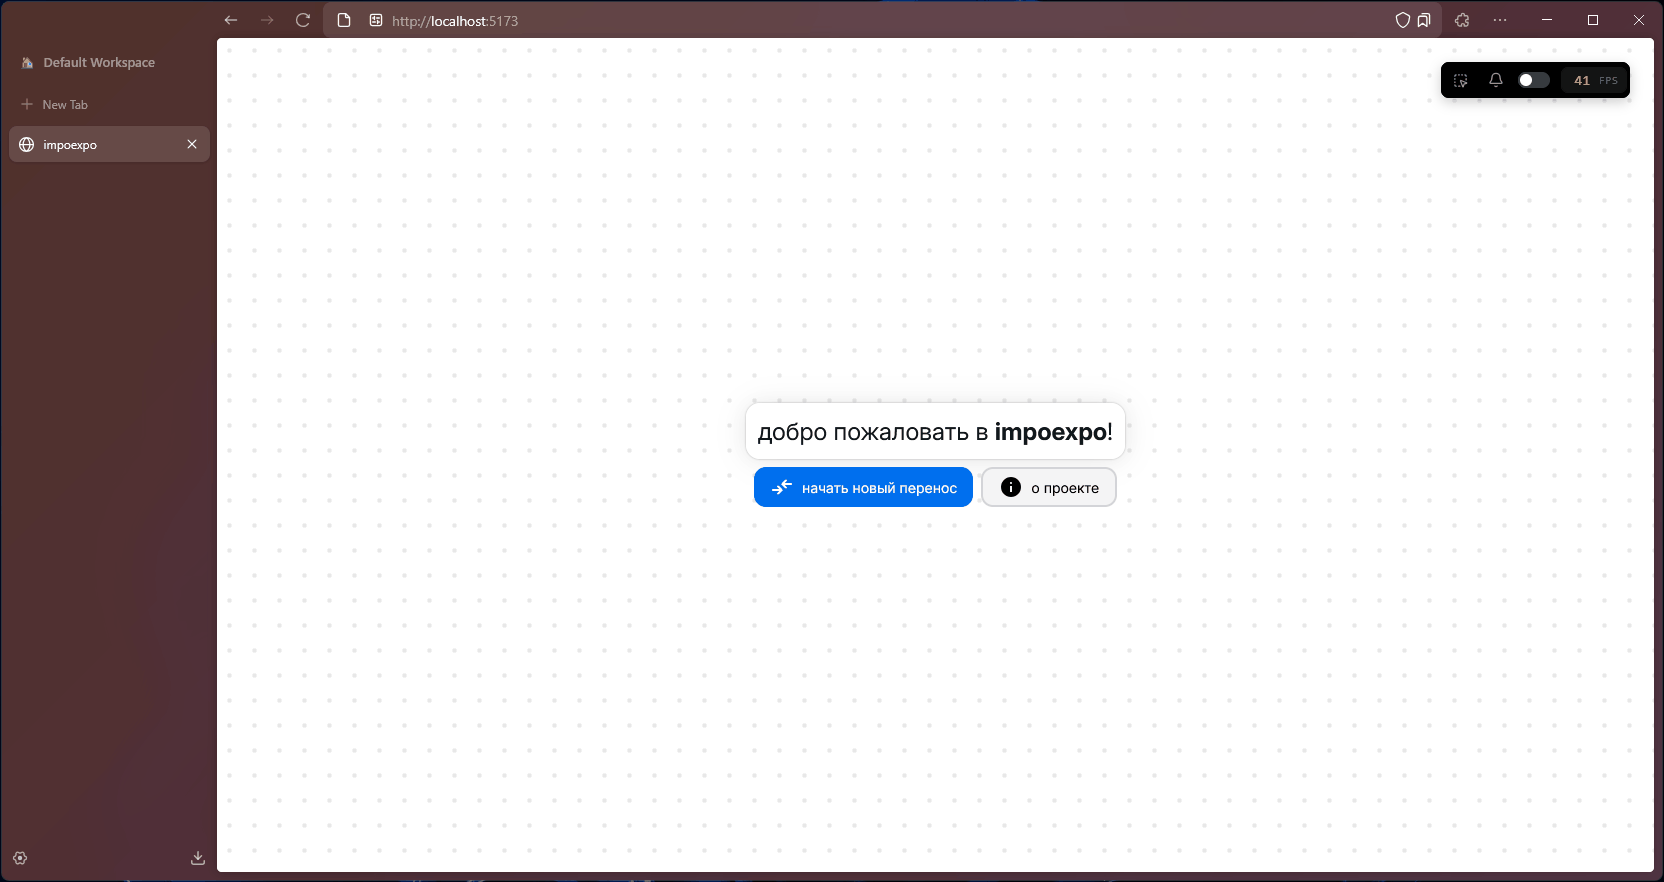 http://localhost:5173
Default Workspace
New Tab
impoexpo
41 FPS
добро пожаловать в impoexpo!
начать новый перенос
о проекте